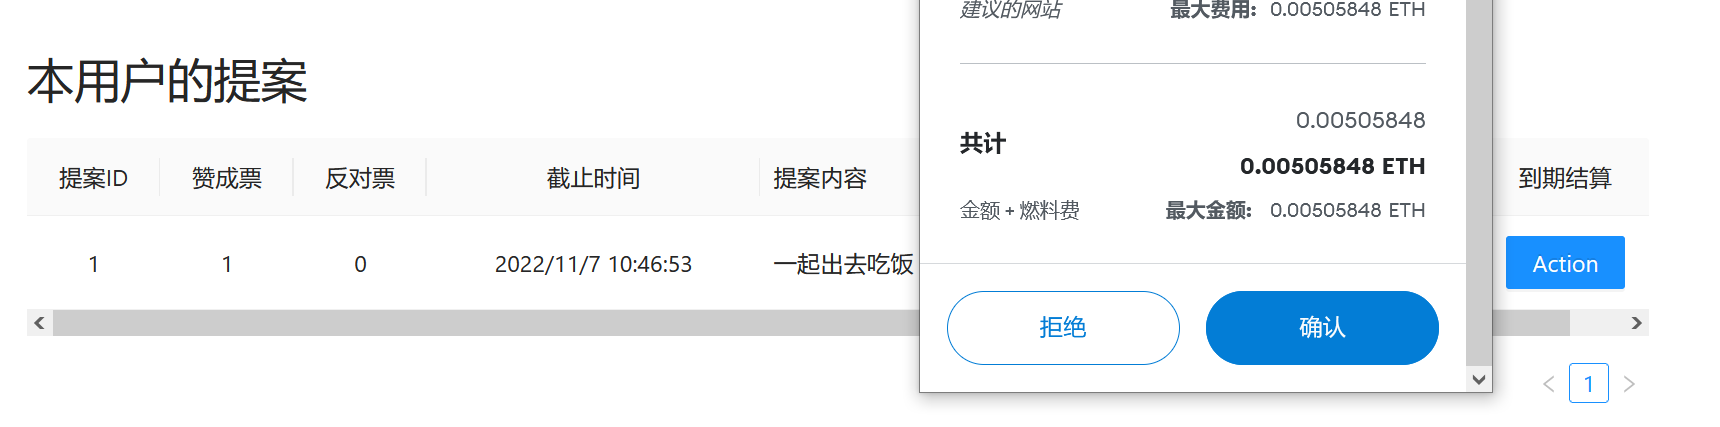 建议的网站 最大费用: 0.00505848 ETH
本用户的提案
0.00505848
共计
0.00505848 ETH
提案ID 赞成票 反对票 截止时间 提案内容 到期结算
金额 + 燃料费 最大金额: 0.00505848 ETH
1 1 0 2022/11/7 10:46:53 一起出去吃饭 Action
拒绝 确认
1